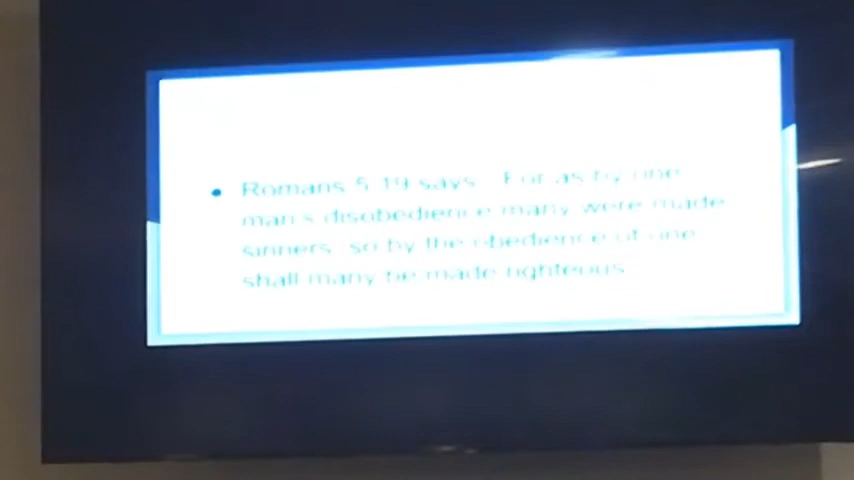 • Romans 5:19 says, "For as by one
man's disobedience many were made
sinners, so by the obedience of one
shall many be made righteous.